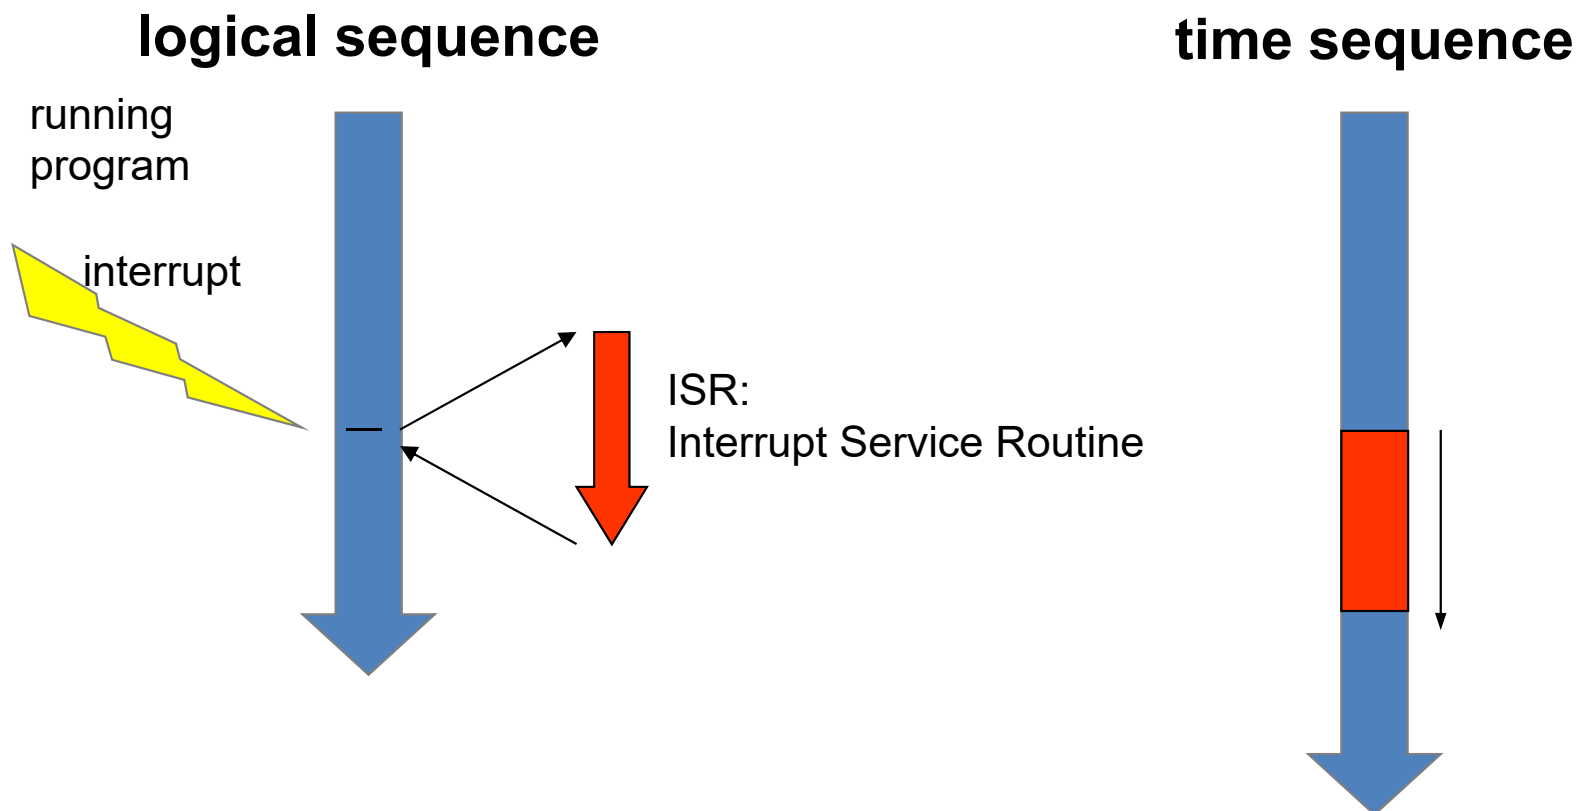 logical sequence
time sequence
running
program
interrupt
ISR:
Interrupt Service Routine